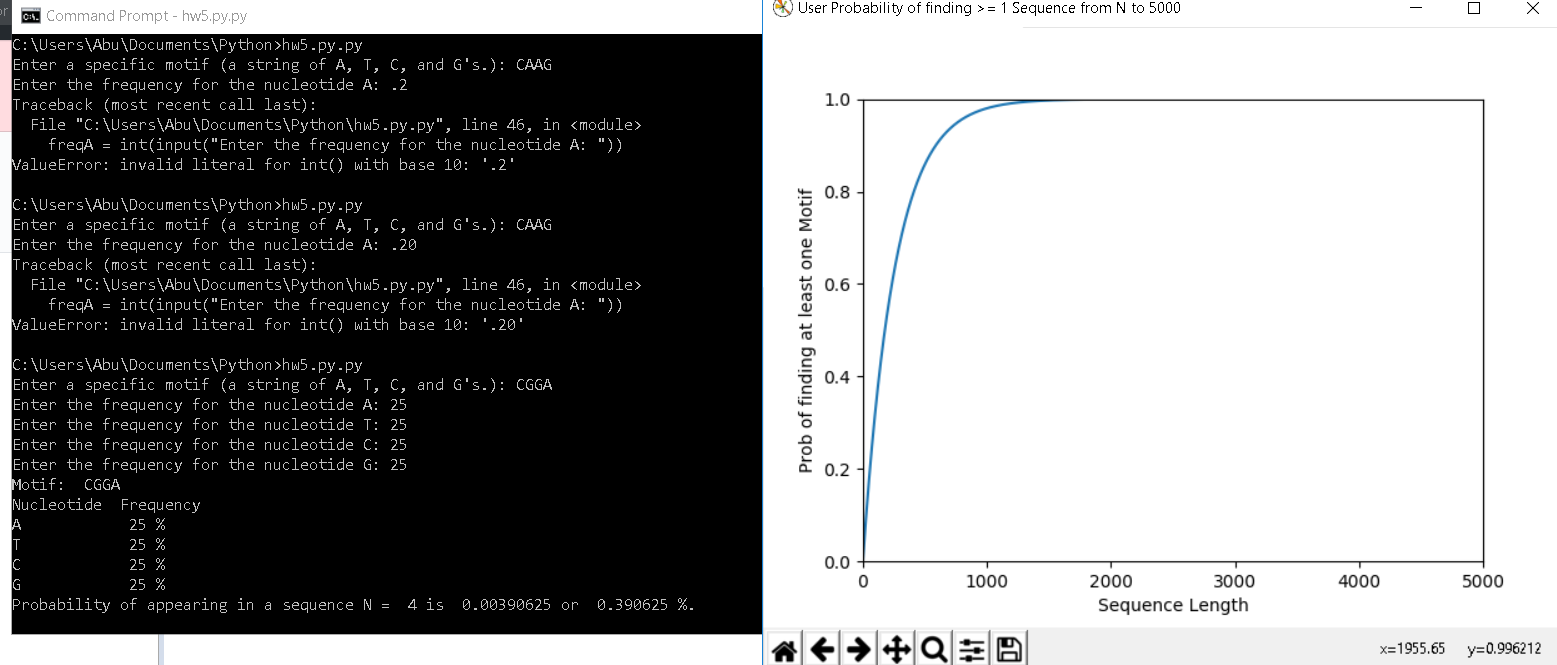 or
Command Prompt - hw5.py.py
C:\Users\Abu\Documents\Python>hw5.py.py
Enter a specific motif (a string of A, T, C, and G's.): CAAG
Enter the frequency for the nucleotide A: .2
Traceback (most recent call last):
  File "C:\Users\Abu\Documents\Python\hw5.py.py", line 46, in <module>
    freqA = int(input("Enter the frequency for the nucleotide A: "))
ValueError: invalid literal for int() with base 10: '.2'
C:\Users\Abu\Documents\Python>hw5.py.py
Enter a specific motif (a string of A, T, C, and G's.): CAAG
Enter the frequency for the nucleotide A: .20
Traceback (most recent call last):
  File "C:\Users\Abu\Documents\Python\hw5.py.py", line 46, in <module>
    freqA = int(input("Enter the frequency for the nucleotide A: "))
ValueError: invalid literal for int() with base 10: '.20'
C:\Users\Abu\Documents\Python>hw5.py.py
Enter a specific motif (a string of A, T, C, and G's.): CGGA
Enter the frequency for the nucleotide A: 25
Enter the frequency for the nucleotide T: 25
Enter the frequency for the nucleotide C: 25
Enter the frequency for the nucleotide G: 25
Motif:  CGGA
Nucleotide  Frequency
A            25 %
T            25 %
C            25 %
G            25 %
Probability of appearing in a sequence N =  4 is  0.00390625 or  0.390625 %.
User Probability of finding >= 1 Sequence from N to 5000
1.0
0.8
0.6
0.4
0.2
0.0
Prob of finding at least one Motif
0 1000 2000 3000 4000 5000
Sequence Length
x=1955.65 y=0.996212